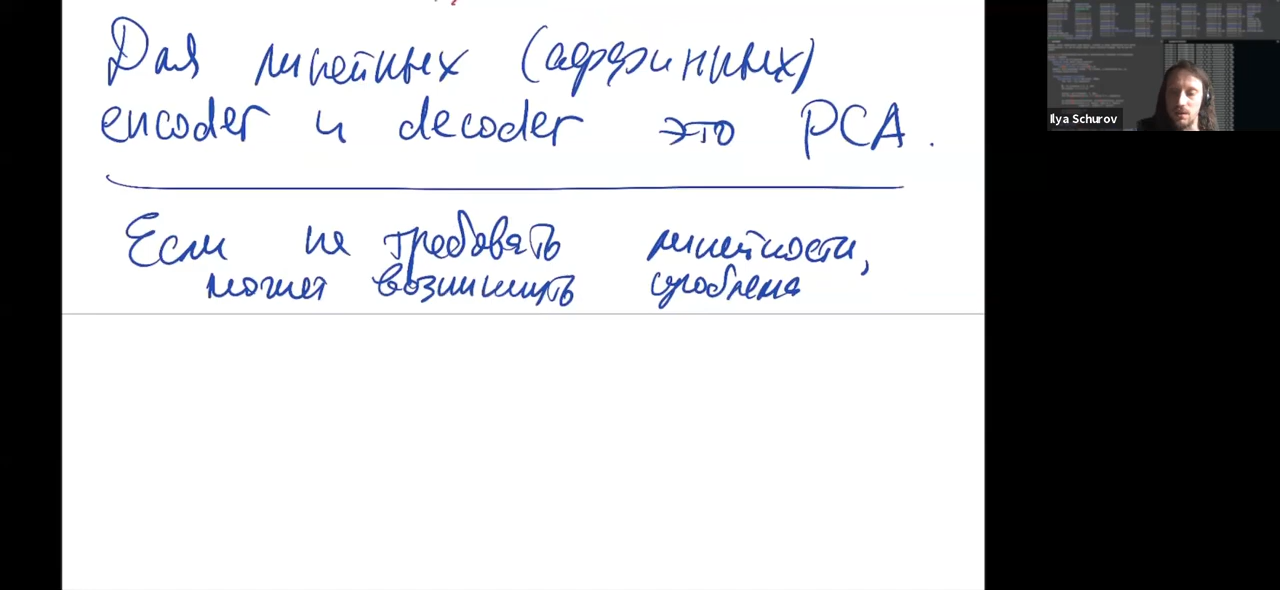 Для линейных (аффинных)
encoder и decoder это PCA.
Если не требовать линейности,
может возникнуть проблема
Ilya Schurov